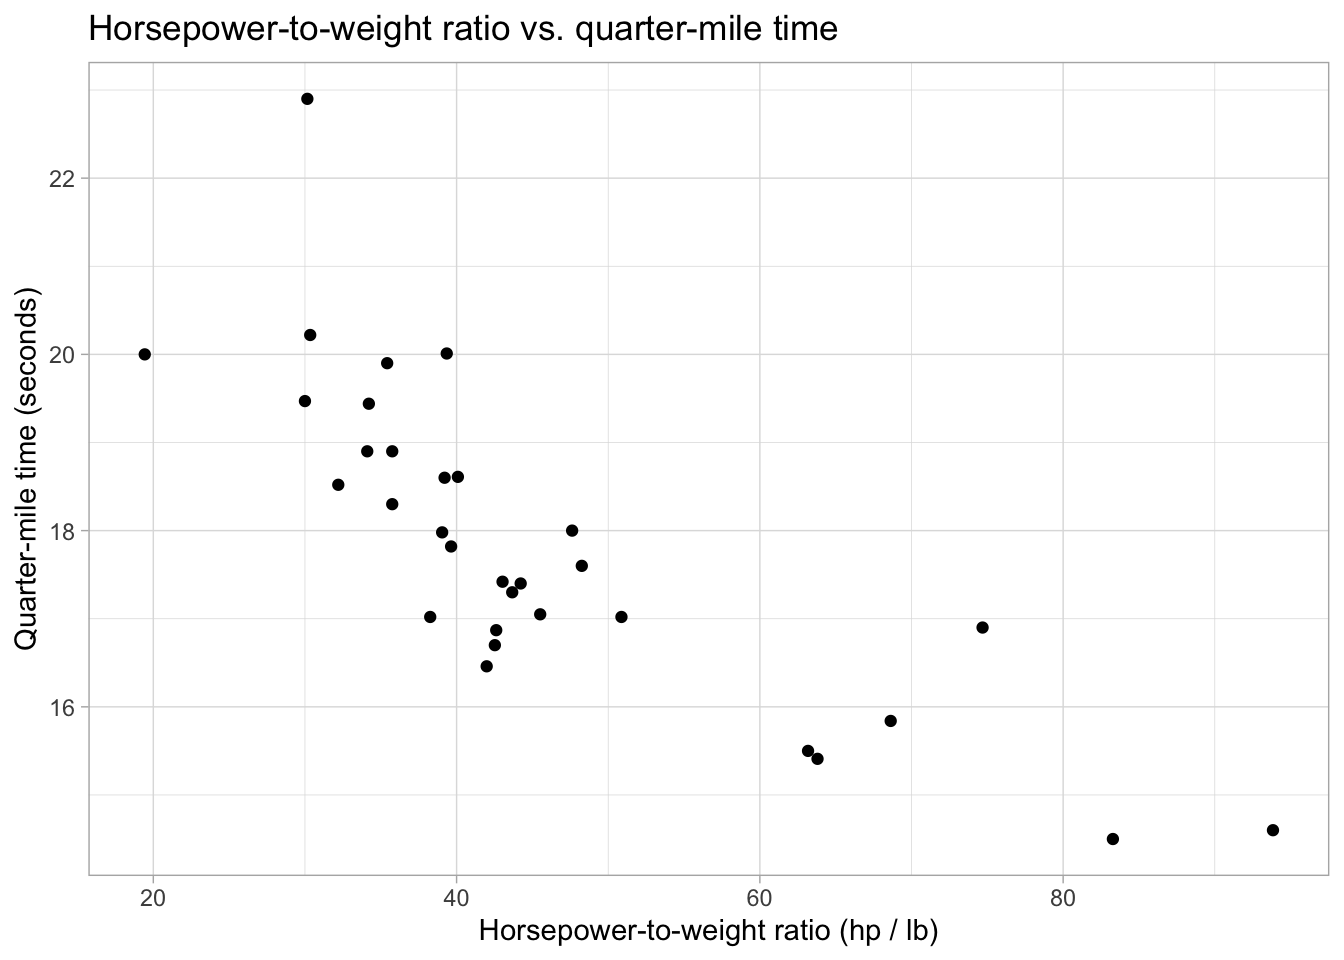 Horsepower-to-weight ratio vs. quarter-mile time
Quarter-mile time (seconds)
22
20
18
16
20 40 60 80
Horsepower-to-weight ratio (hp / lb)